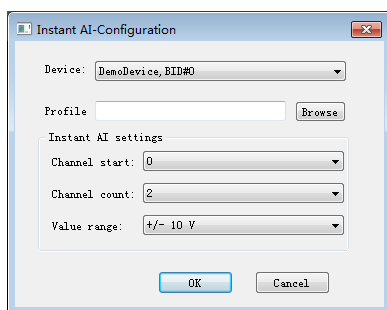 Instant AI-Configuration
Device: DemoDevice,BID#0
Profile Browse
Instant AI settings
Channel start: 0
Channel count: 2
Value range: +/- 10 V
OK Cancel